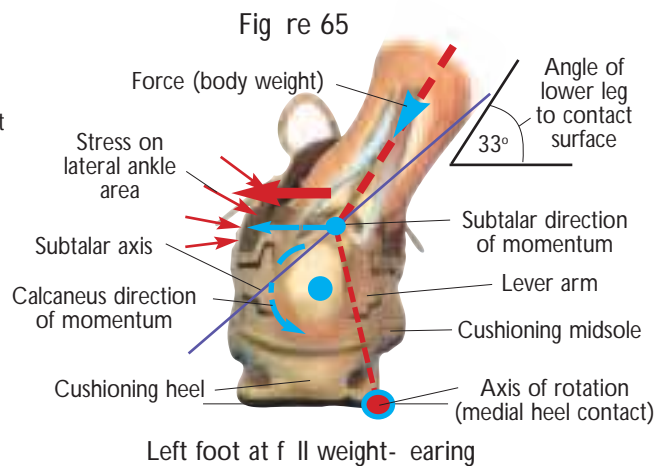 Fig re 65
Force (body weight)
Angle of
lower leg
to contact
surface
33º
t
Stress on
lateral ankle
area
Subtalar direction
of momentum
Subtalar axis
Lever arm
Calcaneus direction
of momentum
Cushioning midsole
Cushioning heel
Axis of rotation
(medial heel contact)
Left foot at f ll weight- earing